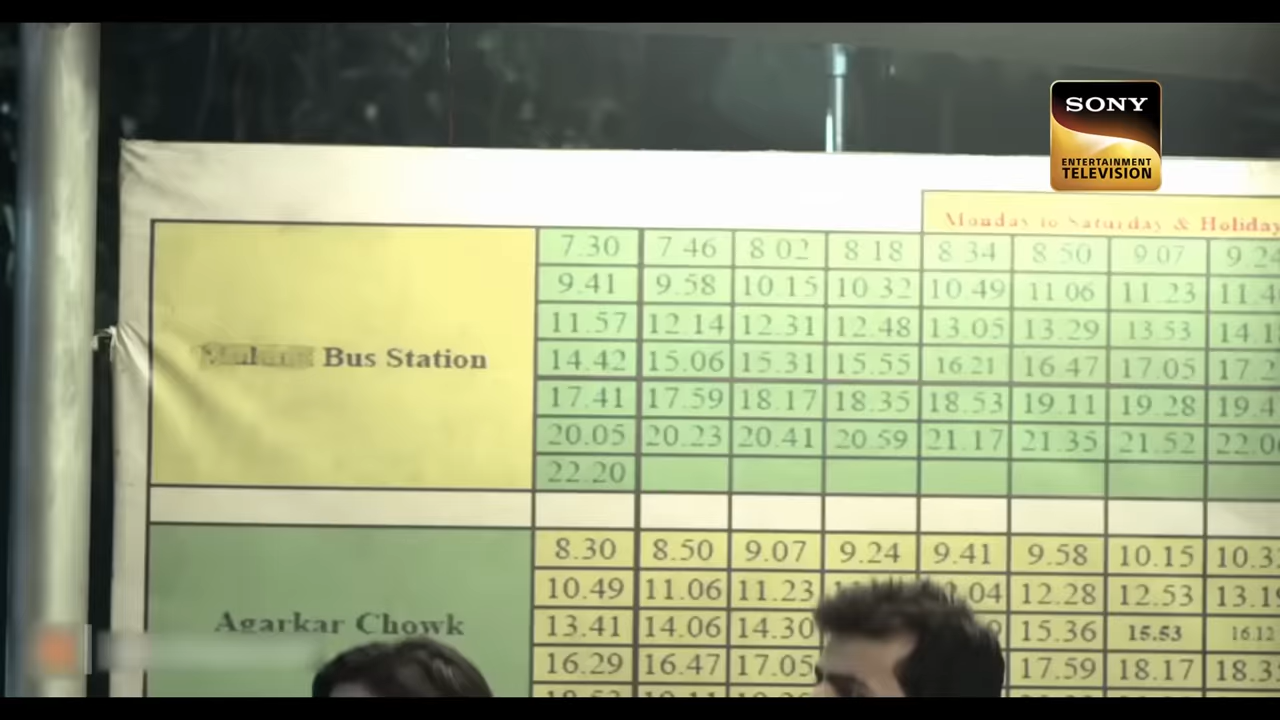 SONY
ENTERTAINMENT
TELEVISION
Monday to Saturday & Holiday
Bus Station
7.30 7 46 8 02 8 18 8 34 8 50 9 07
9.41 9.58 10.15 10 32 10.49 11 06 11.23
11.57 12.14 12.31 12.48 13.05 13.29 13.53
14.42 15.06 15.31 15.55 16.21 16.47 17.05
17.41 17.59 18.17 18.35 18.53 19.11 19.28
20.05 20.23 20.41 20.59 21.17 21.35 21.52
22.20
Agarkar Chowk
8.30 8.50 9.07 9.24 9.41 9.58 10.15
10.49 11.06 11.23 12.28 12.53
13.41 14.06 14.30 15.36 15.53 16.12
16.29 16.47 17.05 17.59 18.17